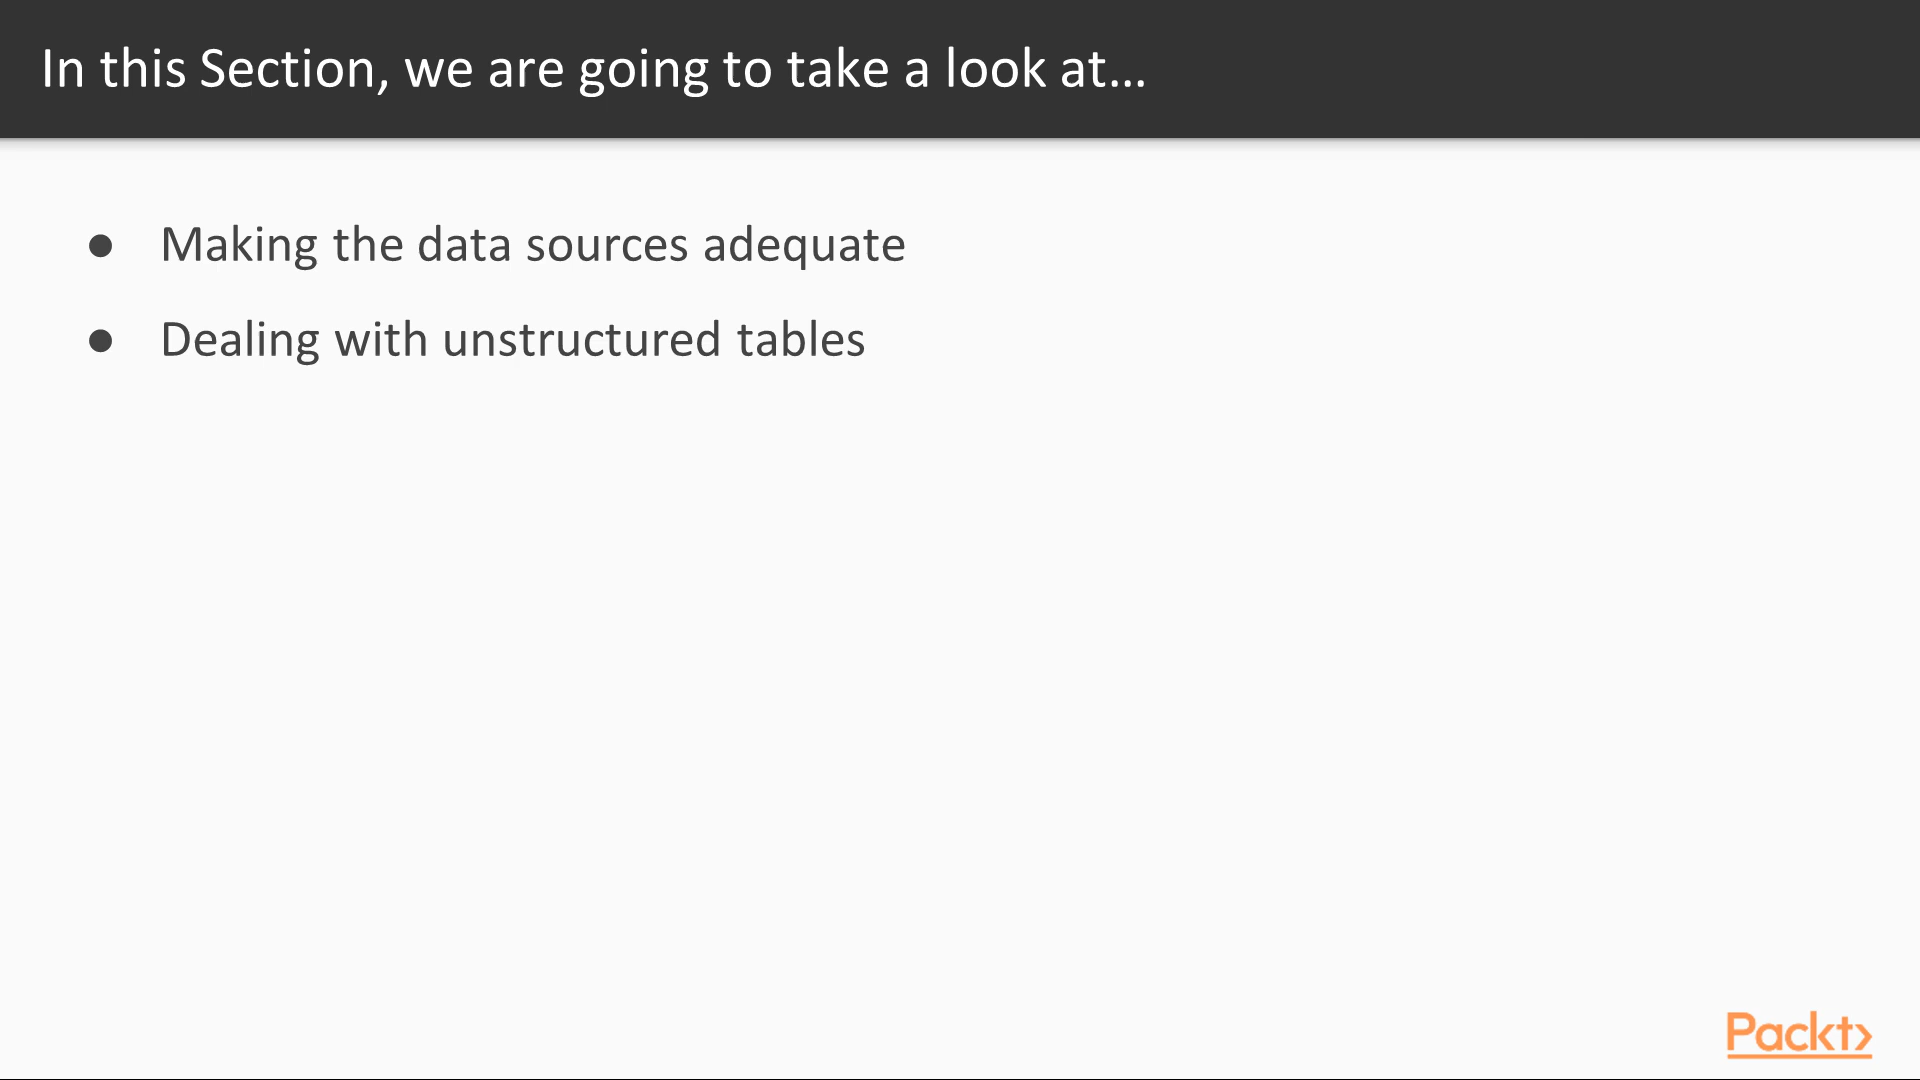 In this Section, we are going to take a look at...
● Making the data sources adequate
● Dealing with unstructured tables
Packt>